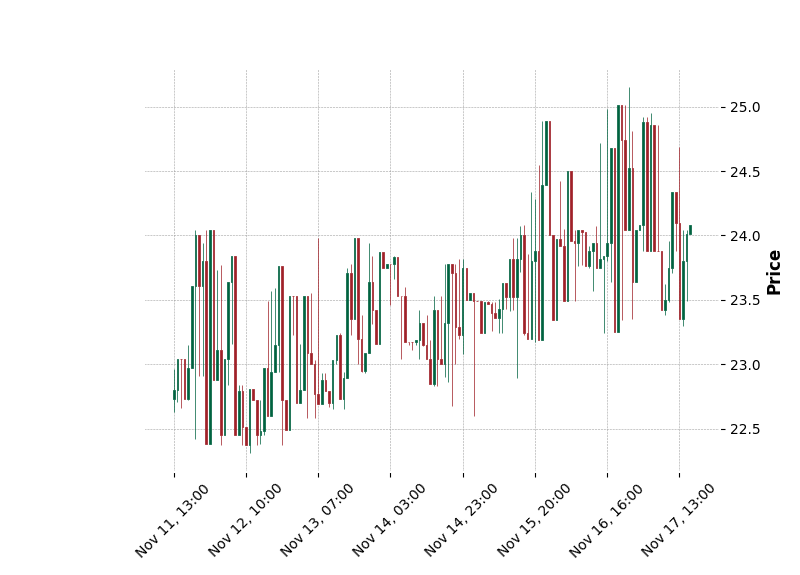 25.0
24.5
24.0
23.5
23.0
22.5
Price
Nov 11, 13:00
Nov 12, 10:00
Nov 13, 07:00
Nov 14, 03:00
Nov 14, 23:00
Nov 15, 20:00
Nov 16, 16:00
Nov 17, 13:00